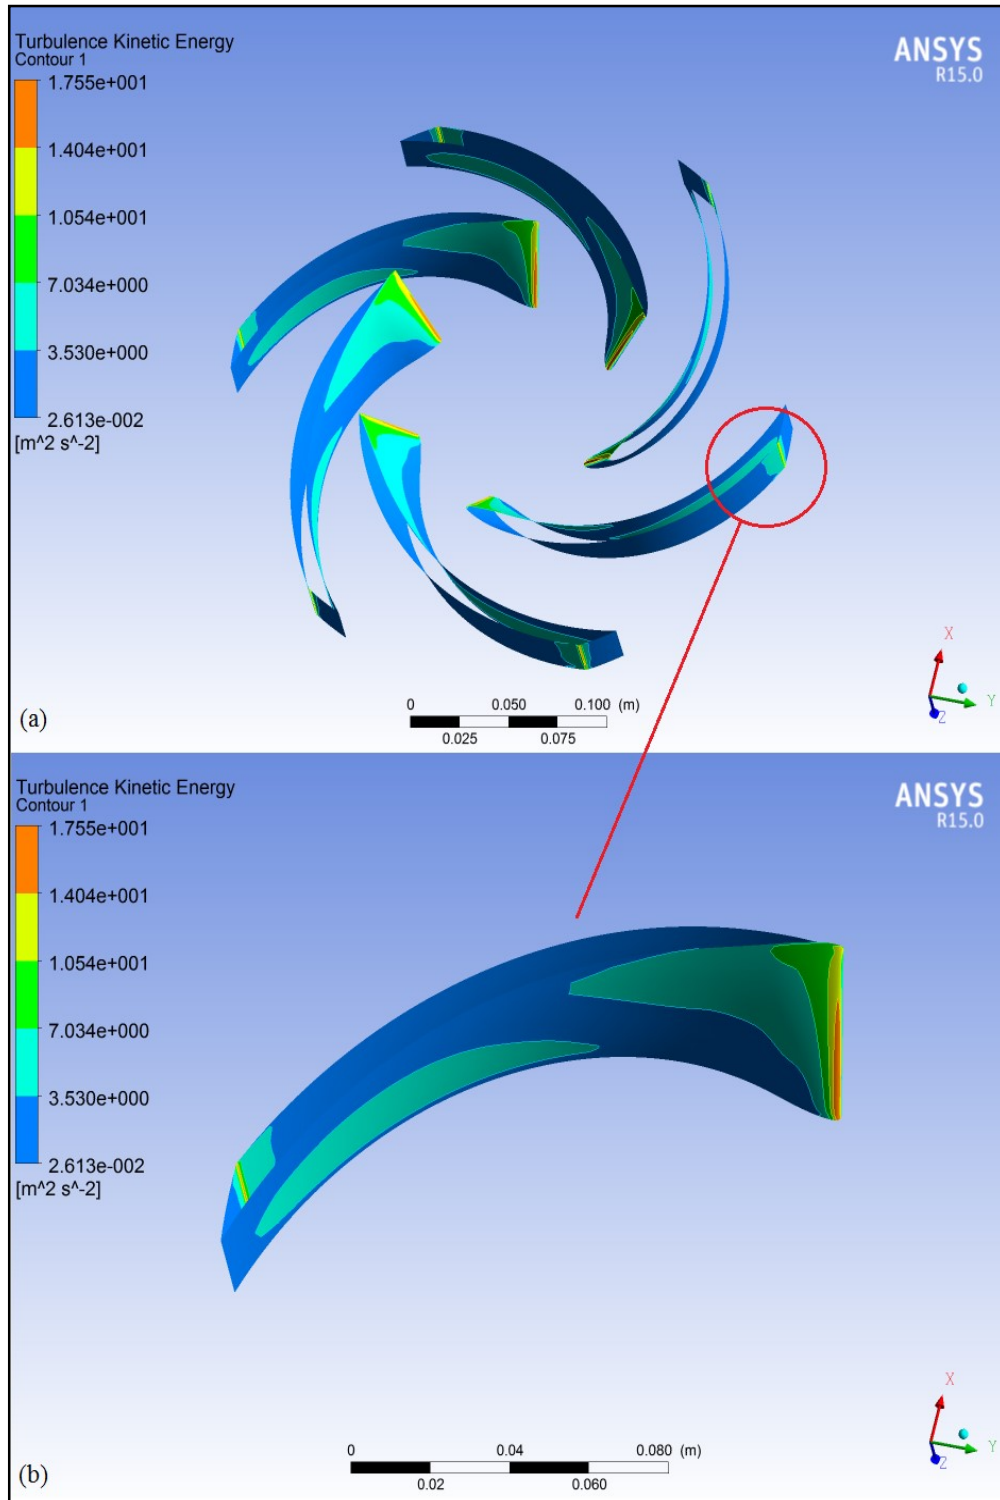 Turbulence Kinetic Energy
Contour 1
1.755e+001
1.404e+001
1.054e+001
7.034e+000
3.530e+000
2.613e-002
[m^2 s^-2]
ANSYS
R15.0
X
Y
Z
0 0.050 0.100 (m)
0.025 0.075
(a)
Turbulence Kinetic Energy
Contour 1
1.755e+001
1.404e+001
1.054e+001
7.034e+000
3.530e+000
2.613e-002
[m^2 s^-2]
ANSYS
R15.0
X
Y
Z
0 0.04 0.080 (m)
0.02 0.060
(b)